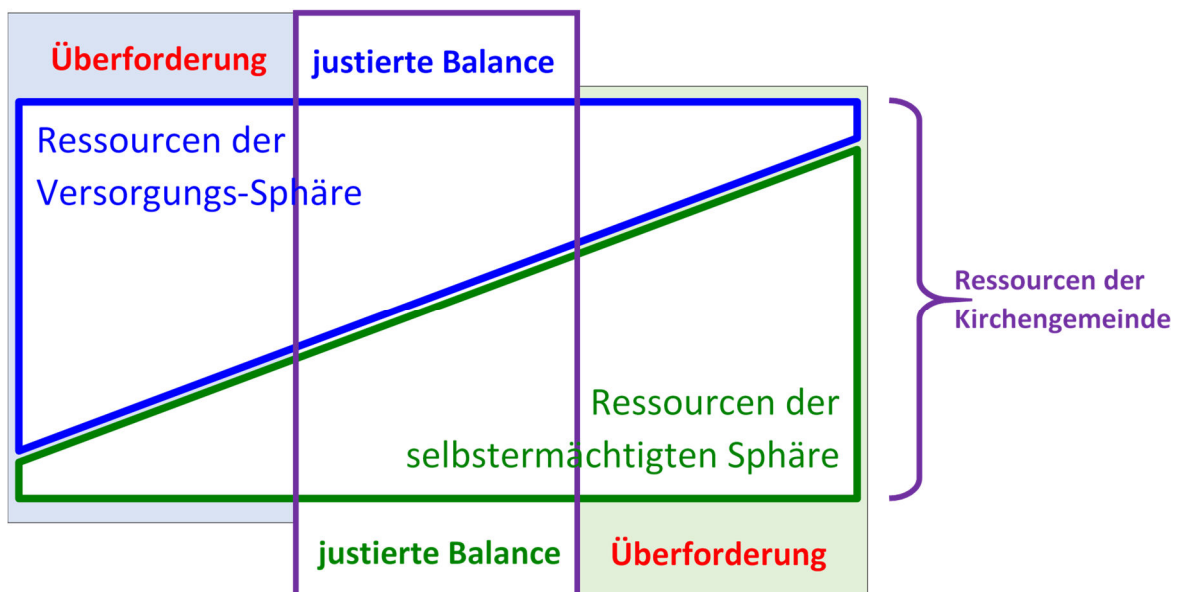 Überforderung
justierte Balance
Ressourcen der
Versorgungs-Sphäre
Ressourcen der
Kirchengemeinde
Ressourcen der
selbstermächtigten Sphäre
justierte Balance
Überforderung